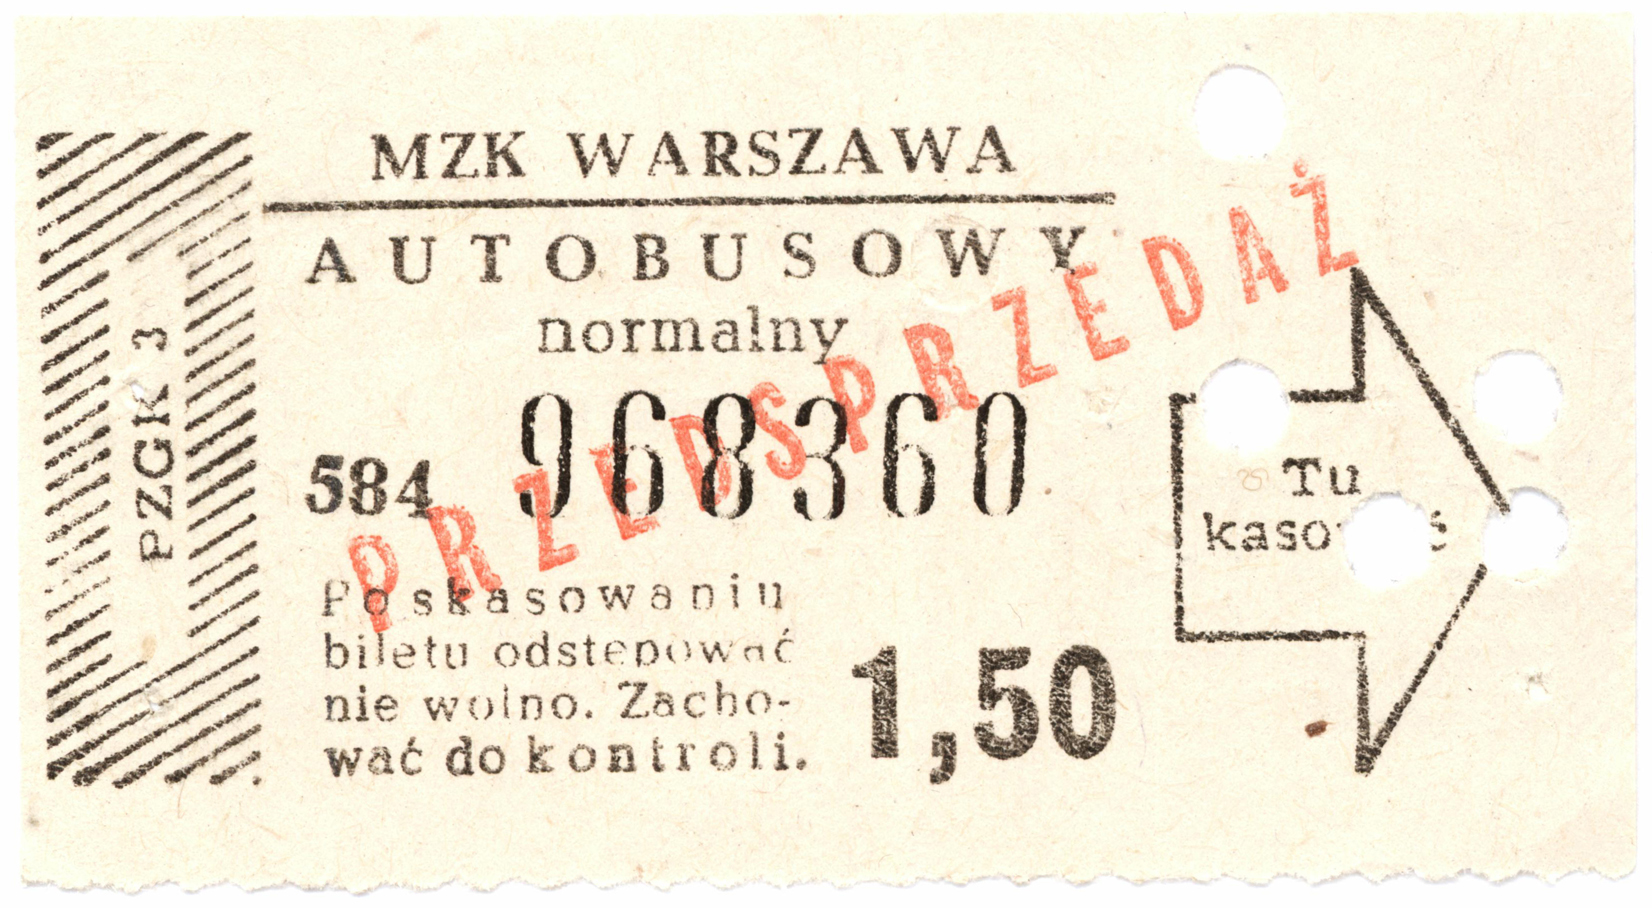 MZK WARSZAWA
AUTOBUSOWY
normalny
584 968360
PRZEDSPRZEDAŻ
Po skasowaniu
biletu odstępować
nie wolno. Zacho-
wać do kontroli.
1,50
PZGK 3
Tu